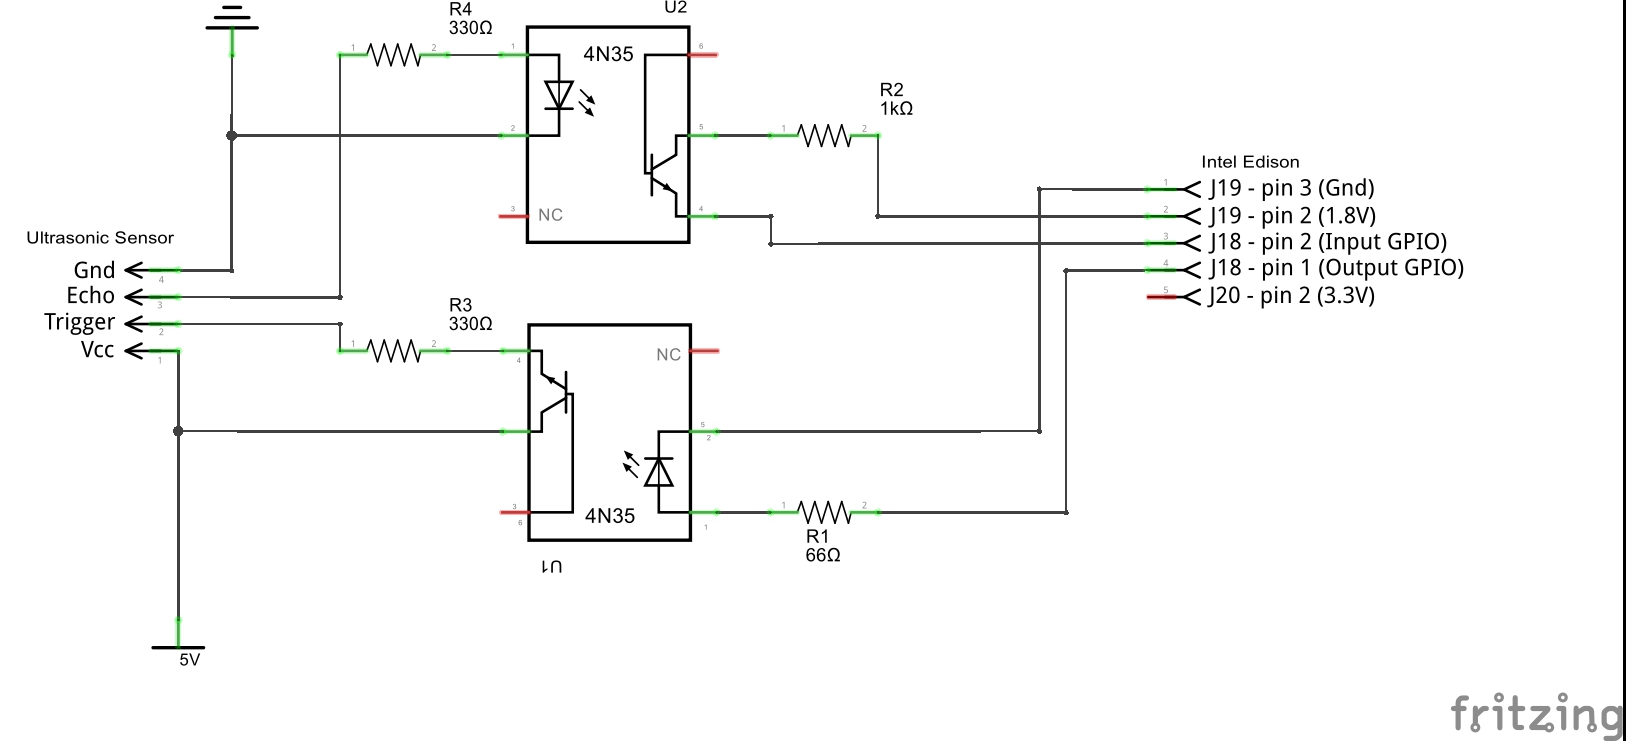 R4
330Ω
U2
1
2
1
4N35
6
R2
1kΩ
2
5
1
2
Intel Edison
1
J19 - pin 3 (Gnd)
3
NC
4
2
J19 - pin 2 (1.8V)
Ultrasonic Sensor
3
J18 - pin 2 (Input GPIO)
Gnd
4
4
J18 - pin 1 (Output GPIO)
Echo
3
5
J20 - pin 2 (3.3V)
R3
330Ω
Trigger
2
Vcc
1
1
2
4
NC
5
2
3
6
4N35
1
1
2
R1
66Ω
U1
5V
fritzing